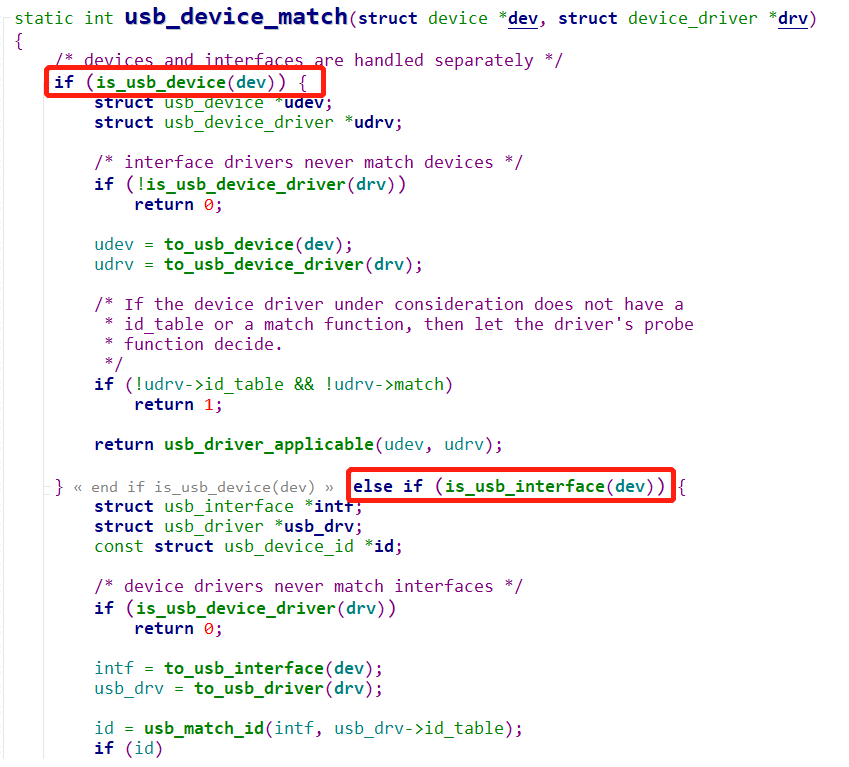 static int usb_device_match(struct device *dev, struct device_driver *drv)
{
/* devices and interfaces are handled separately */
if (is_usb_device(dev)) {
struct usb_device *udev;
struct usb_device_driver *udrv;
/* interface drivers never match devices */
if (!is_usb_device_driver(drv))
return 0;
udev = to_usb_device(dev);
udrv = to_usb_device_driver(drv);
/* If the device driver under consideration does not have a
* id_table or a match function, then let the driver's probe
* function decide.
*/
if (!udrv->id_table && !udrv->match)
return 1;
return usb_driver_applicable(udev, udrv);
} « end if is_usb_device(dev) » else if (is_usb_interface(dev)) {
struct usb_interface *intf;
struct usb_driver *usb_drv;
const struct usb_device_id *id;
/* device drivers never match interfaces */
if (is_usb_device_driver(drv))
return 0;
intf = to_usb_interface(dev);
usb_drv = to_usb_driver(drv);
id = usb_match_id(intf, usb_drv->id_table);
if (id)